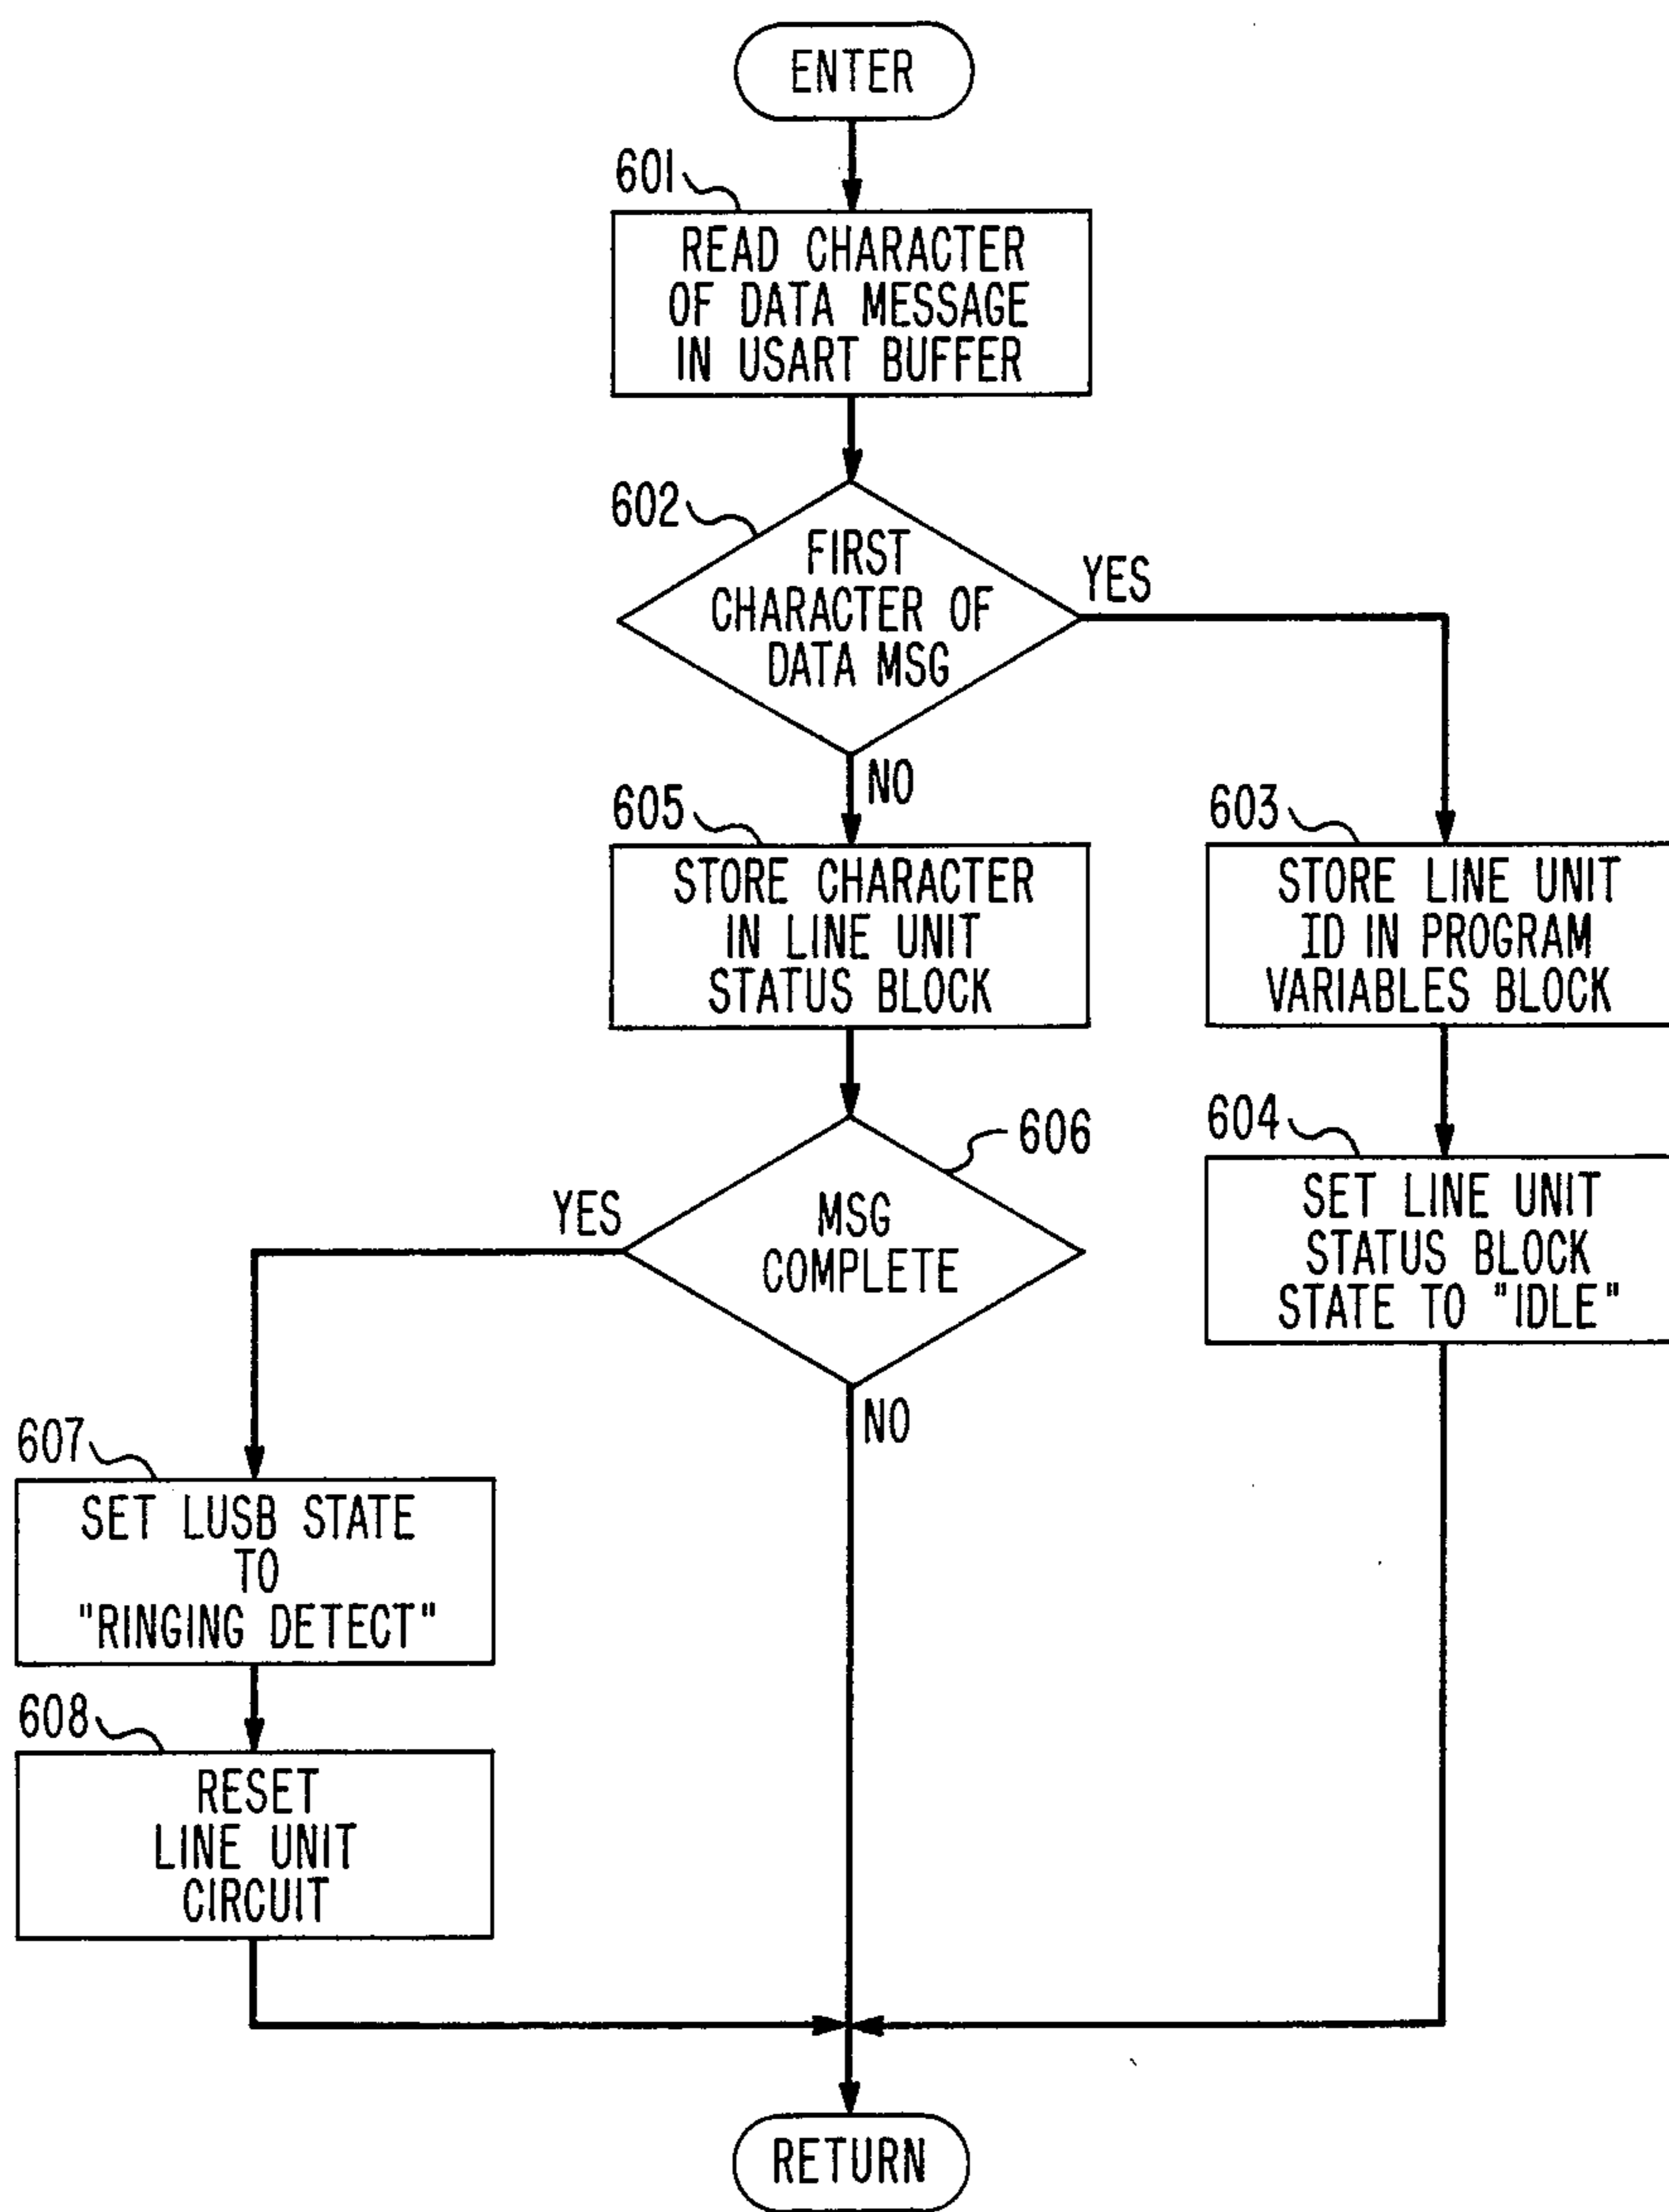 ENTER
601
READ CHARACTER
OF DATA MESSAGE
IN USART BUFFER
602
FIRST
CHARACTER OF
DATA MSG
YES
NO
605
STORE CHARACTER
IN LINE UNIT
STATUS BLOCK
603
STORE LINE UNIT
ID IN PROGRAM
VARIABLES BLOCK
606
MSG
COMPLETE
YES
NO
604
SET LINE UNIT
STATUS BLOCK
STATE TO "IDLE"
607
SET LUSB STATE
TO
"RINGING DETECT"
608
RESET
LINE UNIT
CIRCUIT
RETURN